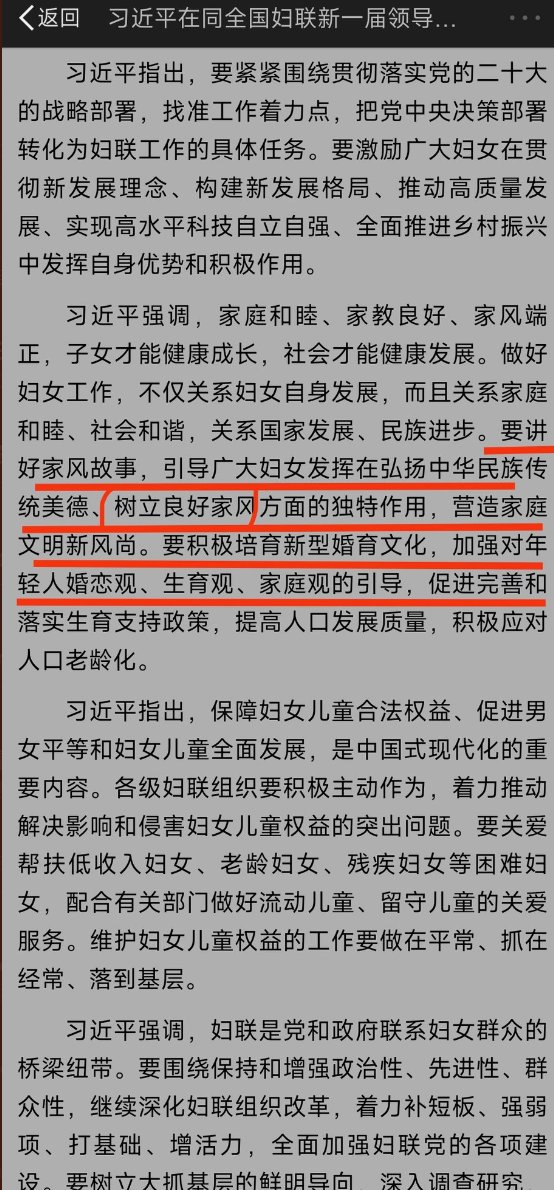 返回 习近平在同全国妇联新一届领导...
习近平指出，要紧紧围绕贯彻落实党的二十大
的战略部署，找准工作着力点，把党中央决策部署
转化为妇联工作的具体任务。要激励广大妇女在贯
彻新发展理念、构建新发展格局、推动高质量发
展、实现高水平科技自立自强、全面推进乡村振兴
中发挥自身优势和积极作用。
习近平强调，家庭和睦、家教良好、家风端
正，子女才能健康成长，社会才能健康发展。做好
妇女工作，不仅关系妇女自身发展，而且关系家庭
和睦、社会和谐，关系国家发展、民族进步。要讲
好家风故事，引导广大妇女发挥在弘扬中华民族传
统美德、树立良好家风方面的独特作用，营造家庭
文明新风尚。要积极培育新型婚育文化，加强对年
轻人婚恋观、生育观、家庭观的引导，促进完善和
落实生育支持政策，提高人口发展质量，积极应对
人口老龄化。
习近平指出，保障妇女儿童合法权益、促进男
女平等和妇女儿童全面发展，是中国式现代化的重
要内容。各级妇联组织要积极主动作为，着力推动
解决影响和侵害妇女儿童权益的突出问题。要关爱
帮扶低收入妇女、老龄妇女、残疾妇女等困难妇
女，配合有关部门做好流动儿童、留守儿童的关爱
服务。维护妇女儿童权益的工作要做在平常、抓在
经常、落到基层。
习近平强调，妇联是党和政府联系妇女群众的
桥梁纽带。要围绕保持和增强政治性、先进性、群
众性，继续深化妇联组织改革，着力补短板、强弱
项、打基础、增活力，全面加强妇联党的各项建
设。要树立大抓基层的鲜明导向，深入调查研究，